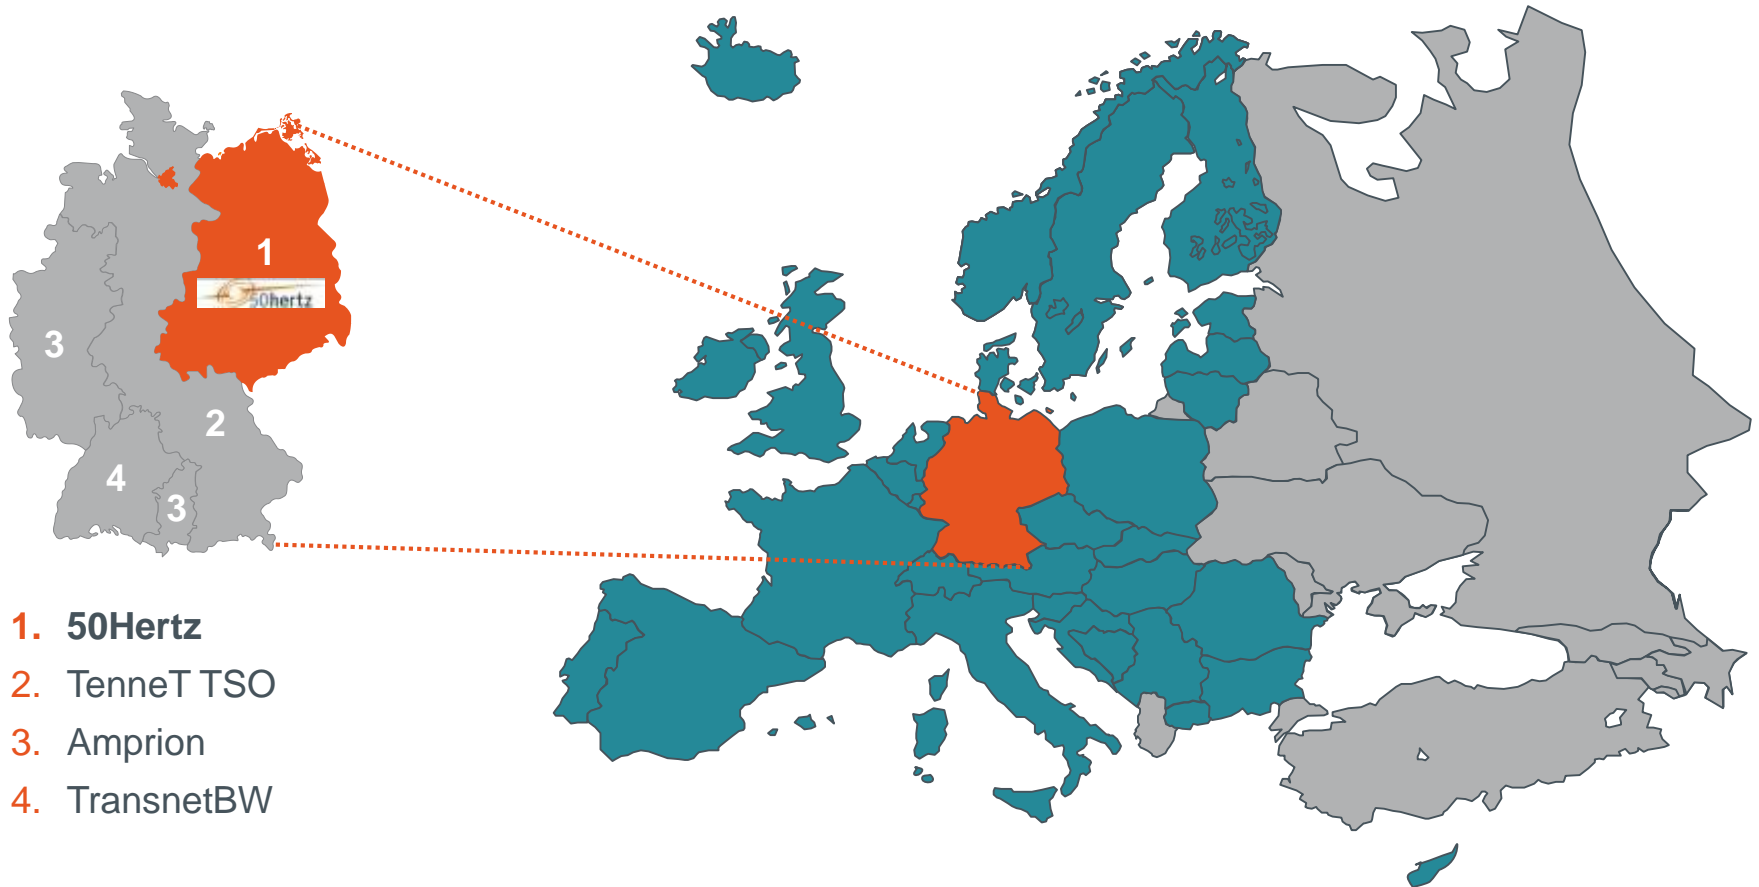 1
50hertz
3
2
4
3
1. 50Hertz
2. TenneT TSO
3. Amprion
4. TransnetBW